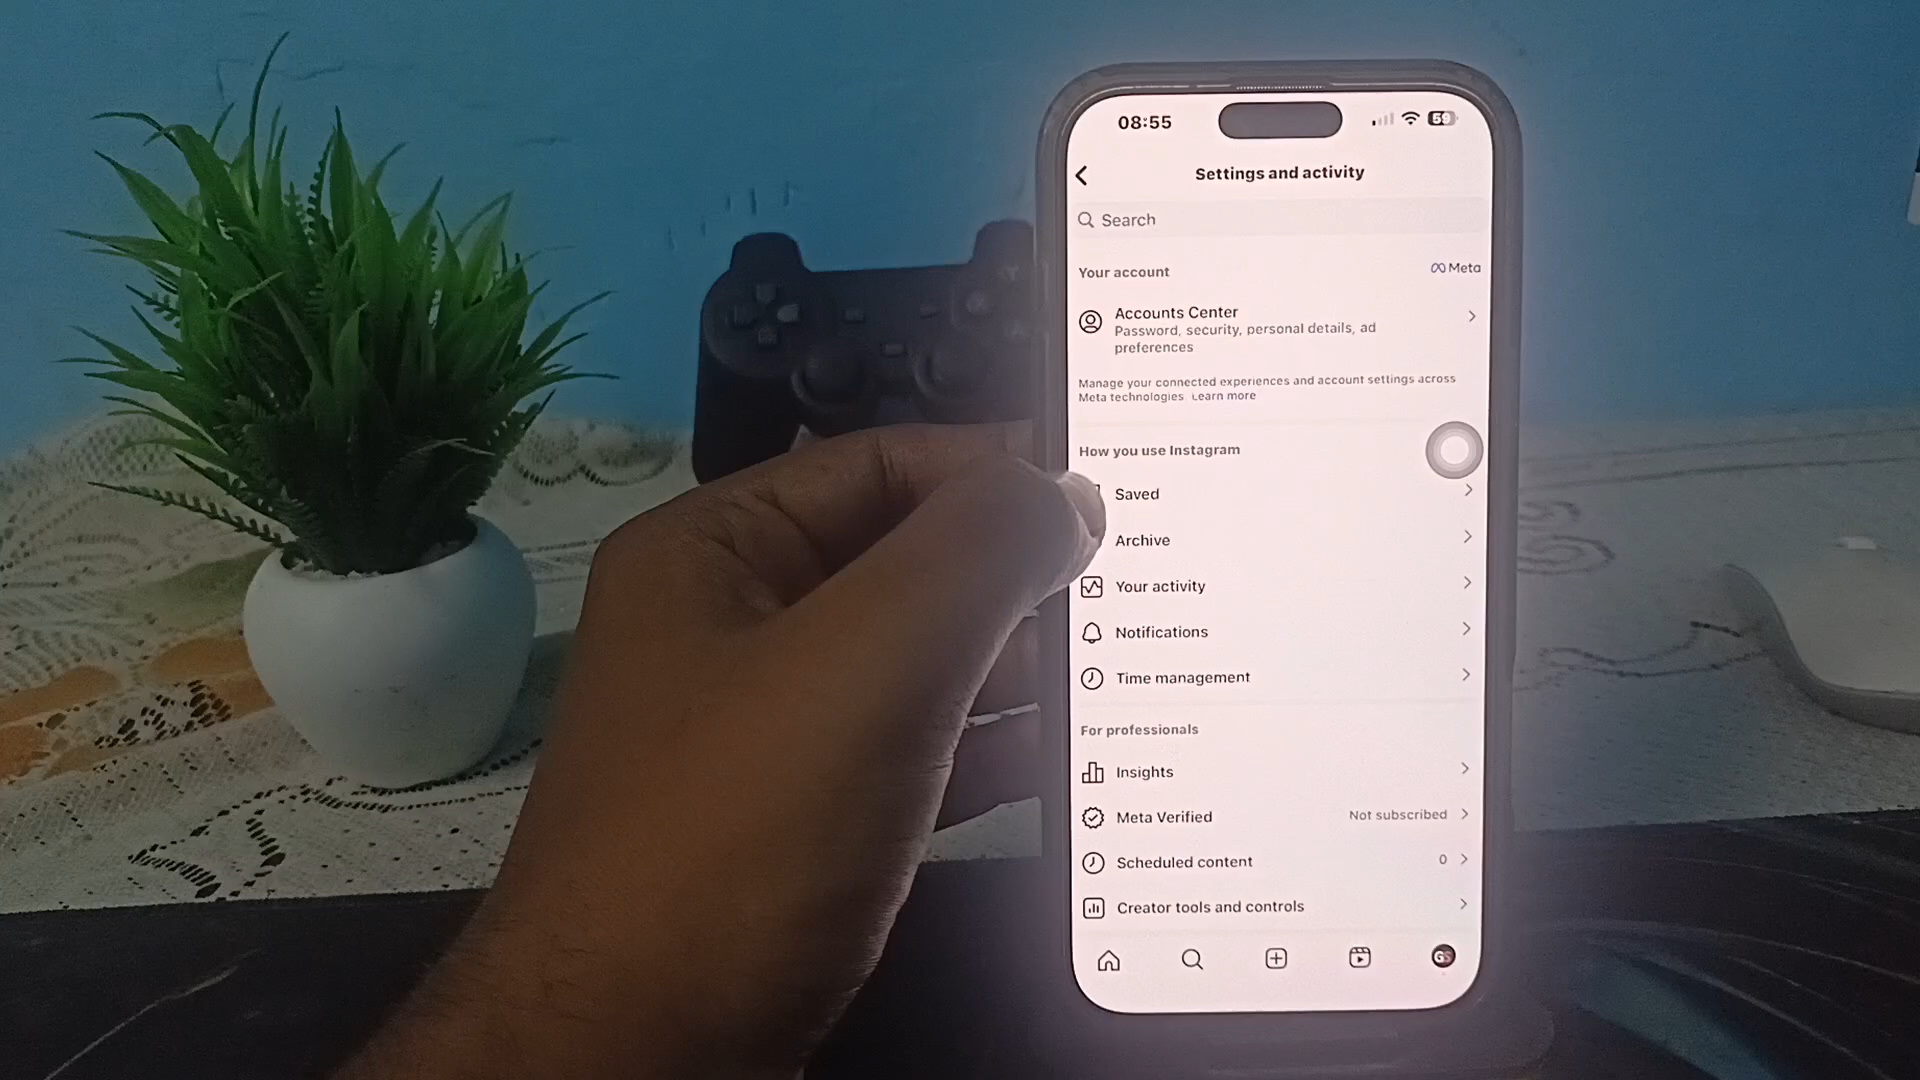 08:55
59
Settings and activity
Search
Your account
Meta
Accounts Center
Password, security, personal details, ad
preferences
Manage your connected experiences and account settings across
Meta technologies. Learn more
How you use Instagram
Saved
Archive
Your activity
Notifications
Time management
For professionals
Insights
Meta Verified Not subscribed
Scheduled content 0
Creator tools and controls
GS